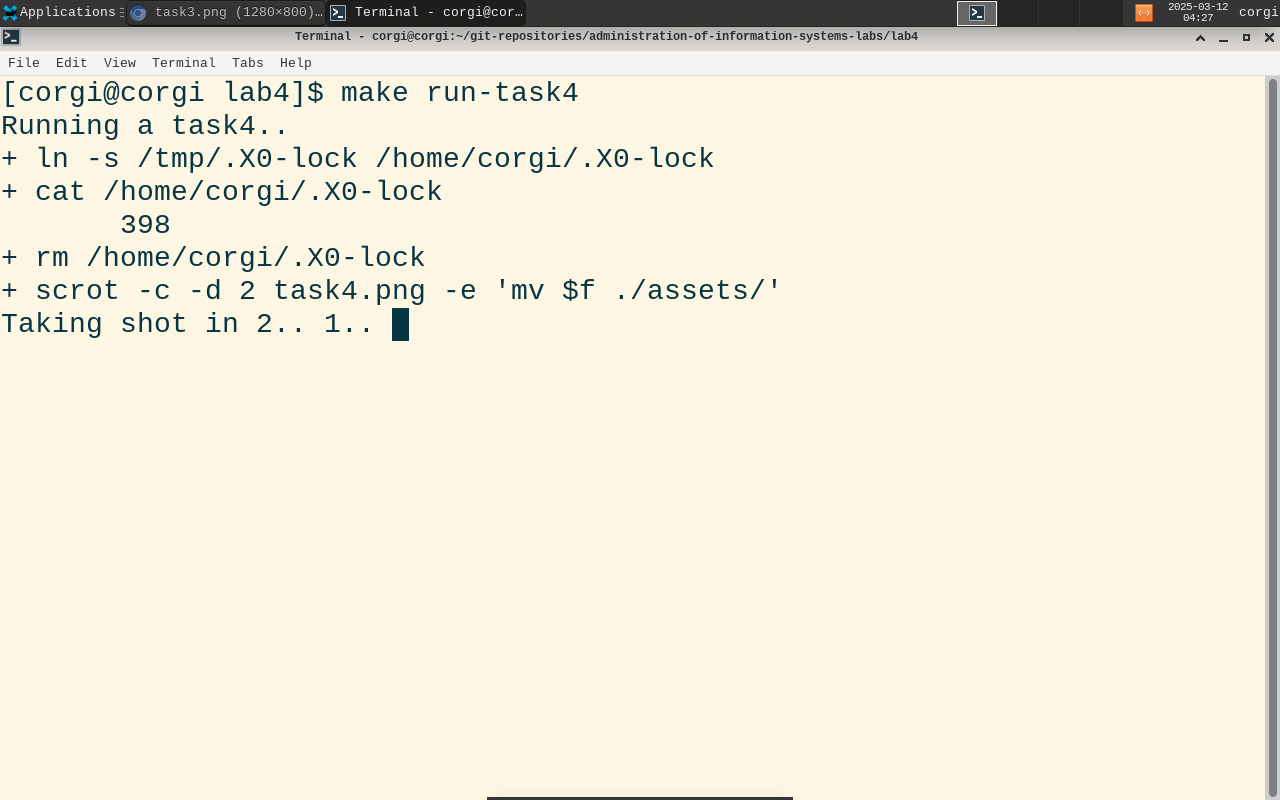 Applications task3.png (1280×800)… Terminal - corgi@cor… 2025-03-12 corgi
04:27
Terminal - corgi@corgi:~/git-repositories/administration-of-information-systems-labs/lab4
File Edit View Terminal Tabs Help
[corgi@corgi lab4]$ make run-task4
Running a task4..
+ ln -s /tmp/.X0-lock /home/corgi/.X0-lock
+ cat /home/corgi/.X0-lock
       398
+ rm /home/corgi/.X0-lock
+ scrot -c -d 2 task4.png -e 'mv $f ./assets/'
Taking shot in 2.. 1..